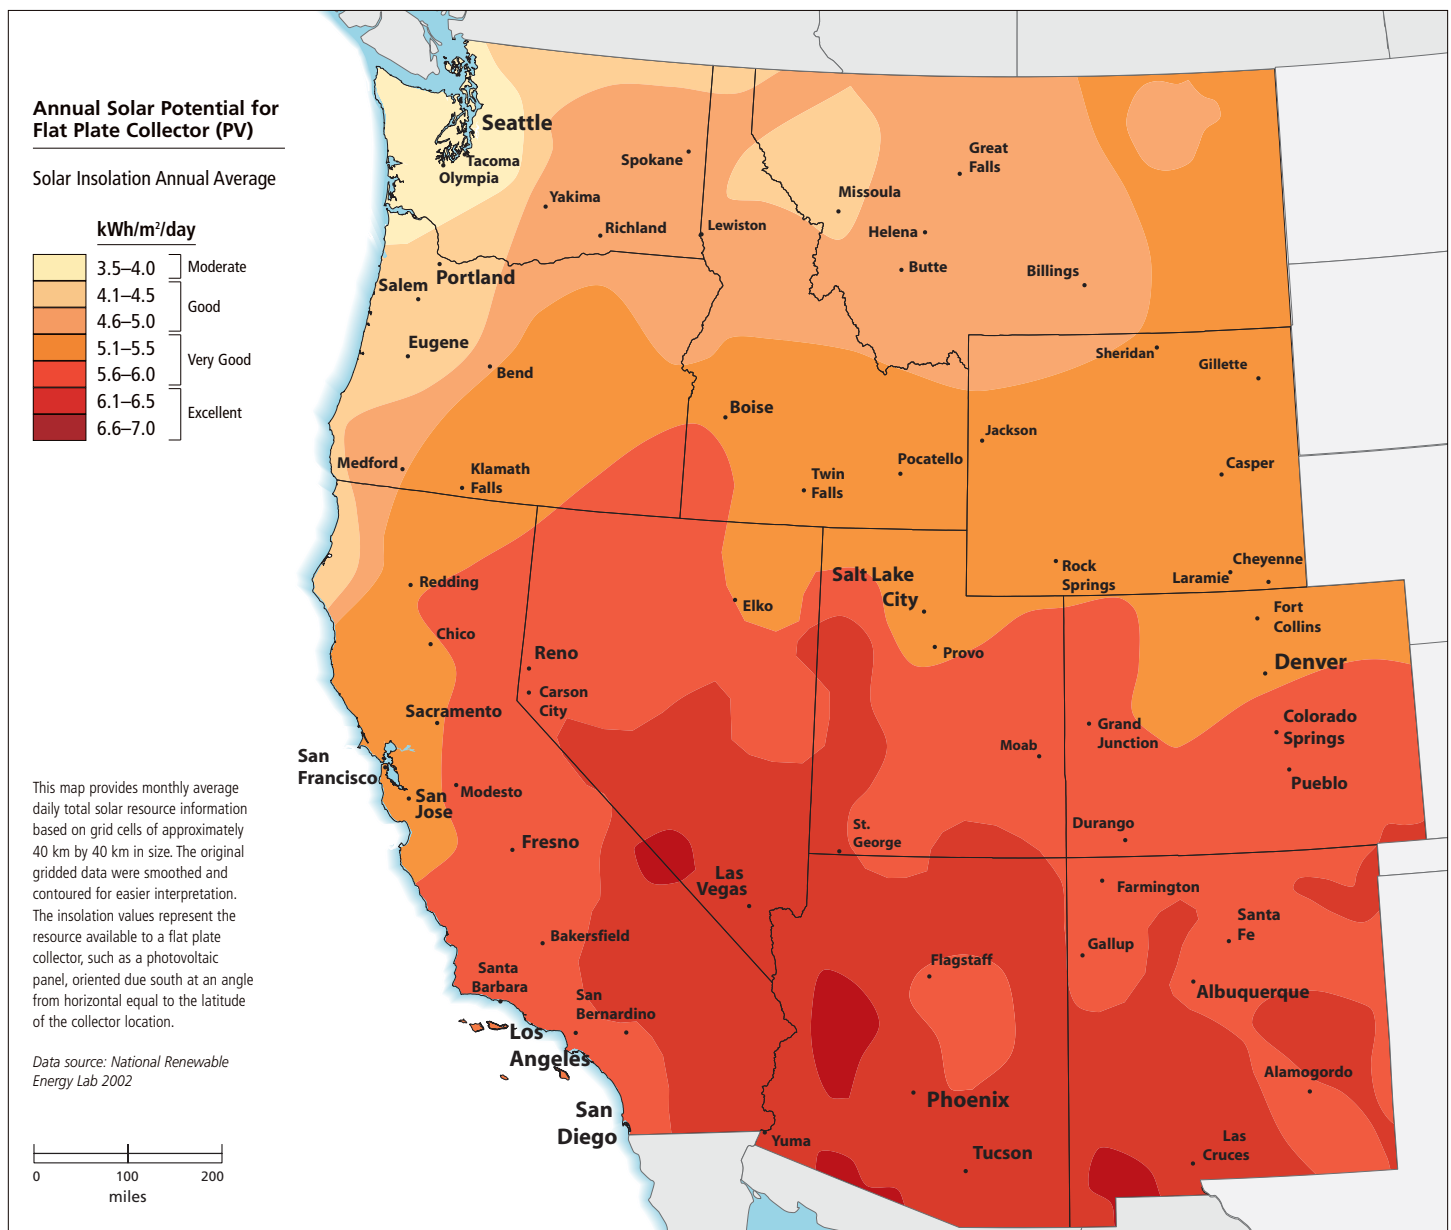 Annual Solar Potential for
Flat Plate Collector (PV)
Solar Insolation Annual Average
kWh/m²/day
3.5–4.0
Moderate
4.1–4.5
Good
4.6–5.0
5.1–5.5
Very Good
5.6–6.0
6.1–6.5
Excellent
6.6–7.0
This map provides monthly average
daily total solar resource information
based on grid cells of approximately
40 km by 40 km in size. The original
gridded data were smoothed and
contoured for easier interpretation.
The insolation values represent the
resource available to a flat plate
collector, such as a photovoltaic
panel, oriented due south at an angle
from horizontal equal to the latitude
of the collector location.
Data source: National Renewable
Energy Lab 2002
0 100 200
miles
Seattle
Tacoma
Olympia
Spokane
Yakima
Richland
Lewiston
Great
Falls
Missoula
Helena
Butte
Billings
Portland
Salem
Eugene
Bend
Medford
Klamath
Falls
Boise
Twin
Falls
Pocatello
Sheridan
Gillette
Jackson
Casper
Rock
Springs
Cheyenne
Laramie
Redding
Chico
Reno
Carson
City
Elko
Salt Lake
City
Provo
Fort
Collins
Denver
Sacramento
San
Francisco
San
Jose
Modesto
Fresno
Moab
Grand
Junction
Colorado
Springs
Pueblo
St.
George
Durango
Las
Vegas
Bakersfield
Santa
Barbara
San
Bernardino
Los
Angeles
San
Diego
Farmington
Gallup
Santa
Fe
Albuquerque
Flagstaff
Phoenix
Yuma
Tucson
Alamogordo
Las
Cruces